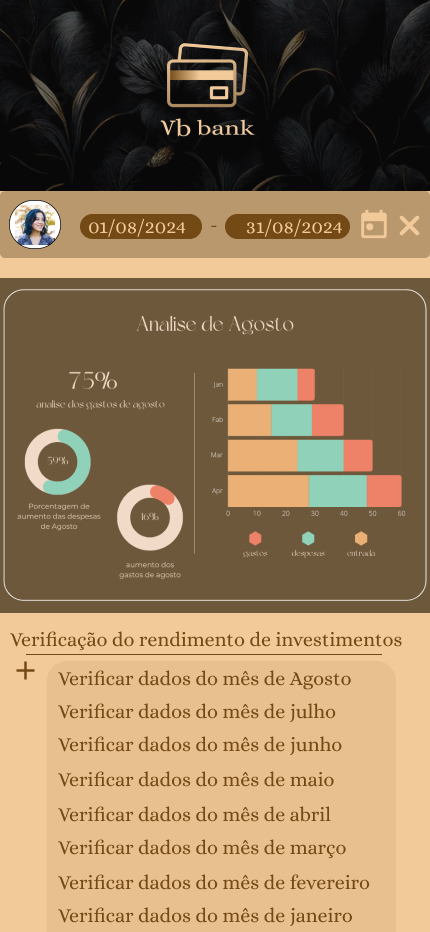 Vb bank
01/08/2024 - 31/08/2024
Analise de Agosto
75%
analise dos gastos de agosto
59%
Porcentagem de
aumento das despesas
de Agosto
16%
aumento dos
gastos de agosto
Jan
Fab
Mar
Apr
0 10 20 30 40 50 60
gastos despesas entrada
Verificação do rendimento de investimentos
+
Verificar dados do mês de Agosto
Verificar dados do mês de julho
Verificar dados do mês de junho
Verificar dados do mês de maio
Verificar dados do mês de abril
Verificar dados do mês de março
Verificar dados do mês de fevereiro
Verificar dados do mês de janeiro